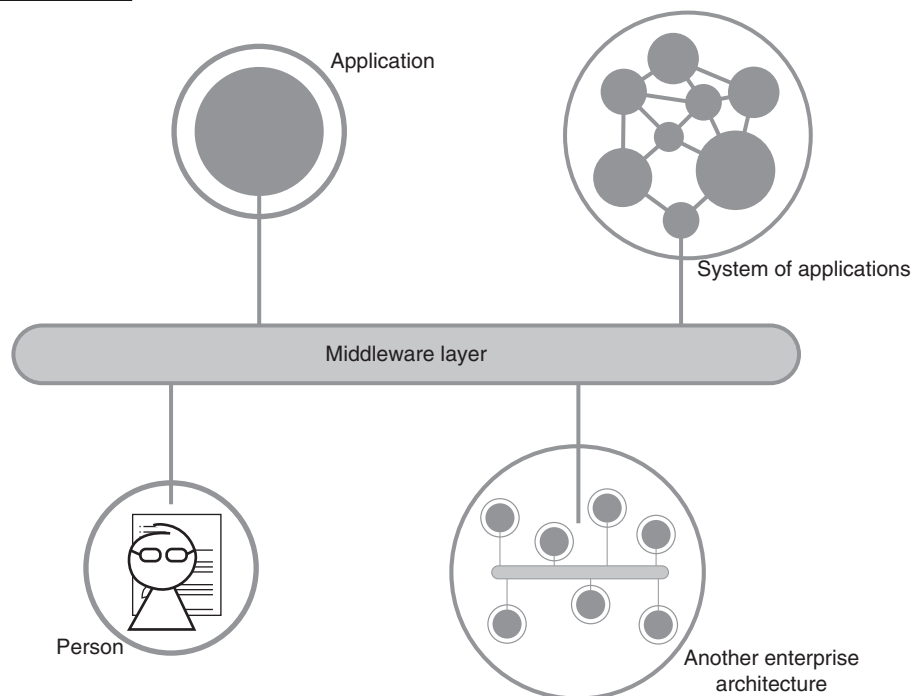 Application
System of applications
Middleware layer
Person
Another enterprise
architecture